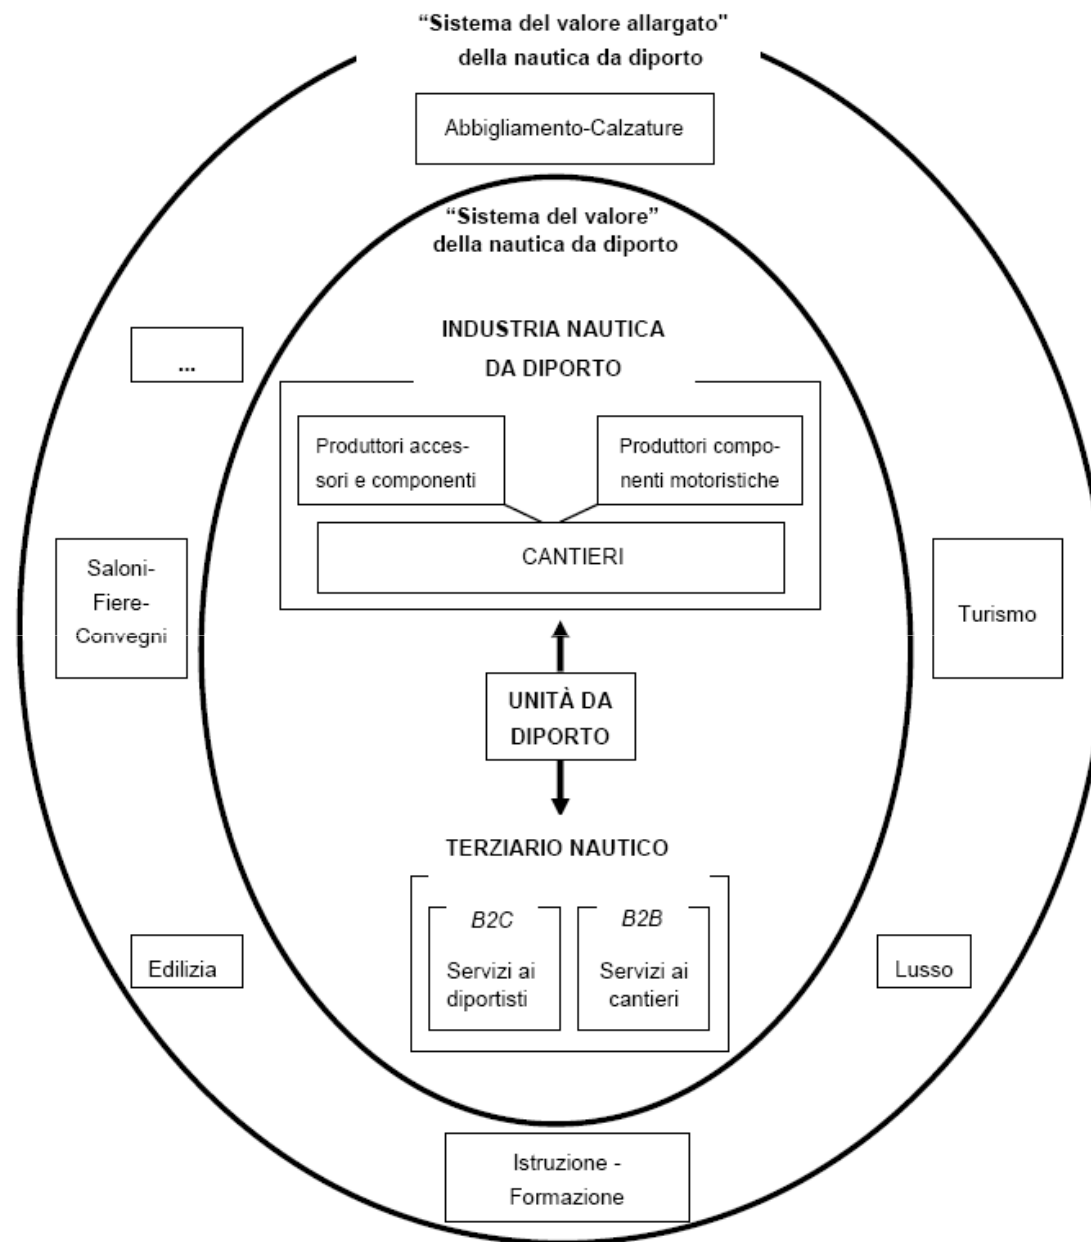 “Sistema del valore allargato"
della nautica da diporto
Abbigliamento-Calzature
“Sistema del valore”
della nautica da diporto
INDUSTRIA NAUTICA
DA DIPORTO
...
Produttori acces-
sori e componenti
Produttori compo-
nenti motoristiche
CANTIERI
Saloni-
Fiere-
Convegni
Turismo
UNITÀ DA
DIPORTO
TERZIARIO NAUTICO
B2C
Servizi ai
diportisti
B2B
Servizi ai
cantieri
Edilizia
Lusso
Istruzione -
Formazione